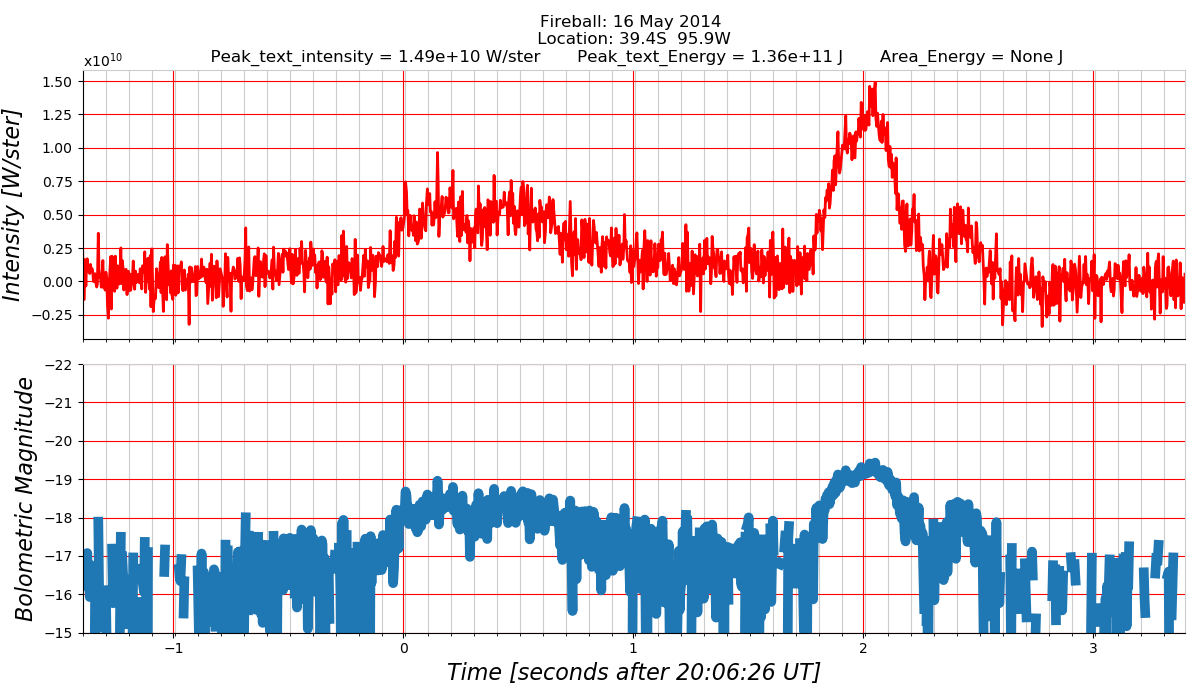 Fireball: 16 May 2014
Location: 39.4S  95.9W
Peak_text_intensity = 1.49e+10 W/ster       Peak_text_Energy = 1.36e+11 J       Area_Energy = None J
x10¹⁰
Intensity [W/ster]
1.50
1.25
1.00
0.75
0.50
0.25
0.00
−0.25
Bolometric Magnitude
−22
−21
−20
−19
−18
−17
−16
−15
−1 0 1 2 3
Time [seconds after 20:06:26 UT]